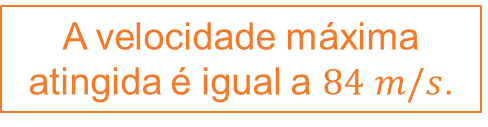 A velocidade máxima
atingida é igual a 84 m/s.